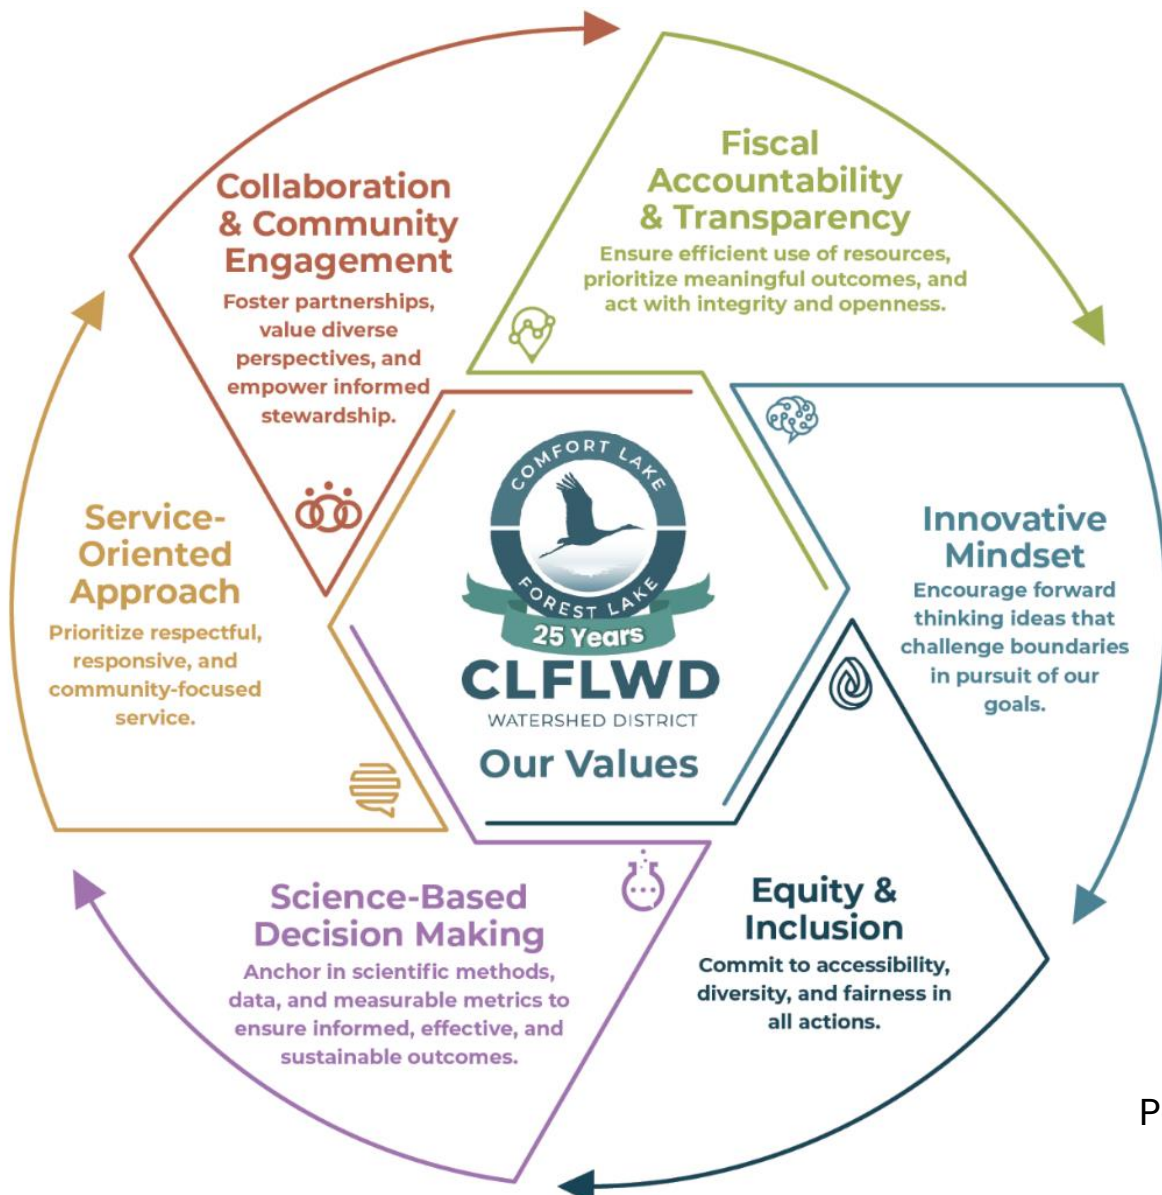 Fiscal
Accountability
& Transparency
Ensure efficient use of resources,
prioritize meaningful outcomes, and
act with integrity and openness.
Collaboration
& Community
Engagement
Foster partnerships,
value diverse
perspectives, and
empower informed
stewardship.
Innovative
Mindset
Encourage forward
thinking ideas that
challenge boundaries
in pursuit of our
goals.
Service-
Oriented
Approach
Prioritize respectful,
responsive, and
community-focused
service.
COMFORT LAKE
FOREST LAKE
25 Years
CLFLWD
WATERSHED DISTRICT
Our Values
Equity &
Inclusion
Commit to accessibility,
diversity, and fairness in
all actions.
Science-Based
Decision Making
Anchor in scientific methods,
data, and measurable metrics to
ensure informed, effective, and
sustainable outcomes.
P